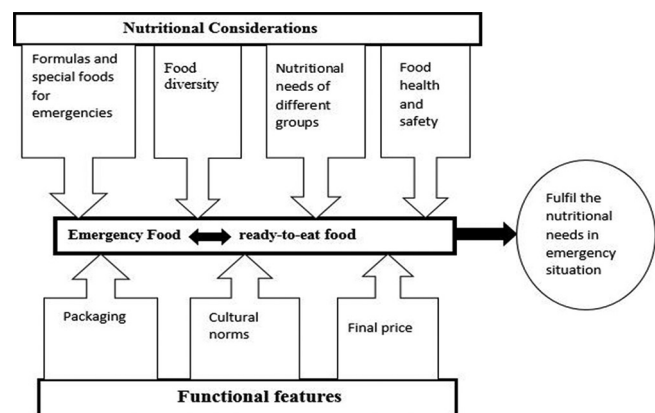 Nutritional Considerations
Formulas and
special foods
for
emergencies
Food
diversity
Nutritional
needs of
different
groups
Food
health
and
safety
Emergency Food
ready-to-eat food
Fulfil the
nutritional
needs in
emergency
situation
Packaging
Cultural
norms
Final price
Functional features